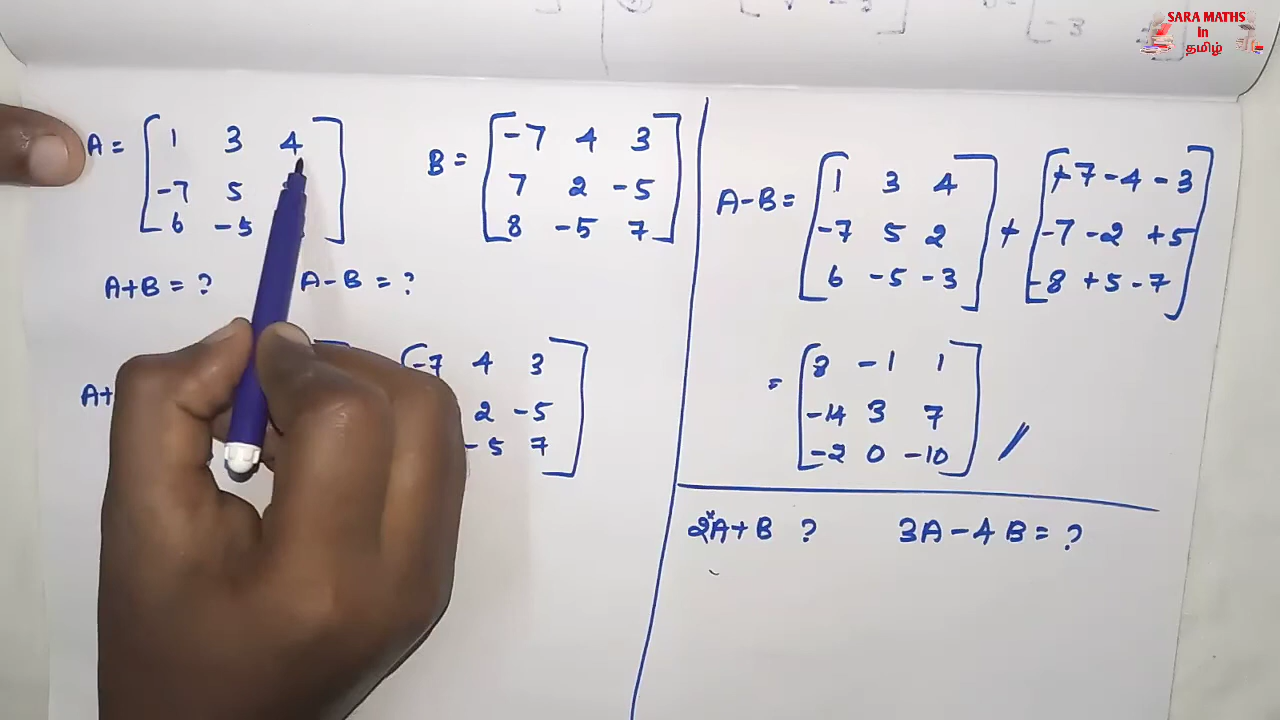 SARA MATHS
In
தமிழ்
-3
A = [ 1 3 4
-7 5
6 -5 ]
B = [ -7 4 3
7 2 -5
8 -5 7 ]
A+B = ? A-B = ?
A+
[ -7 4 3
2 -5
-5 7 ]
A-B = [ 1 3 4
-7 5 2
6 -5 -3 ] + [ +7 -4 -3
-7 -2 +5
-8 +5 -7 ]
= [ 8 -1 1
-14 3 7
-2 0 -10 ] //
2*A+B ? 3A-4B = ?